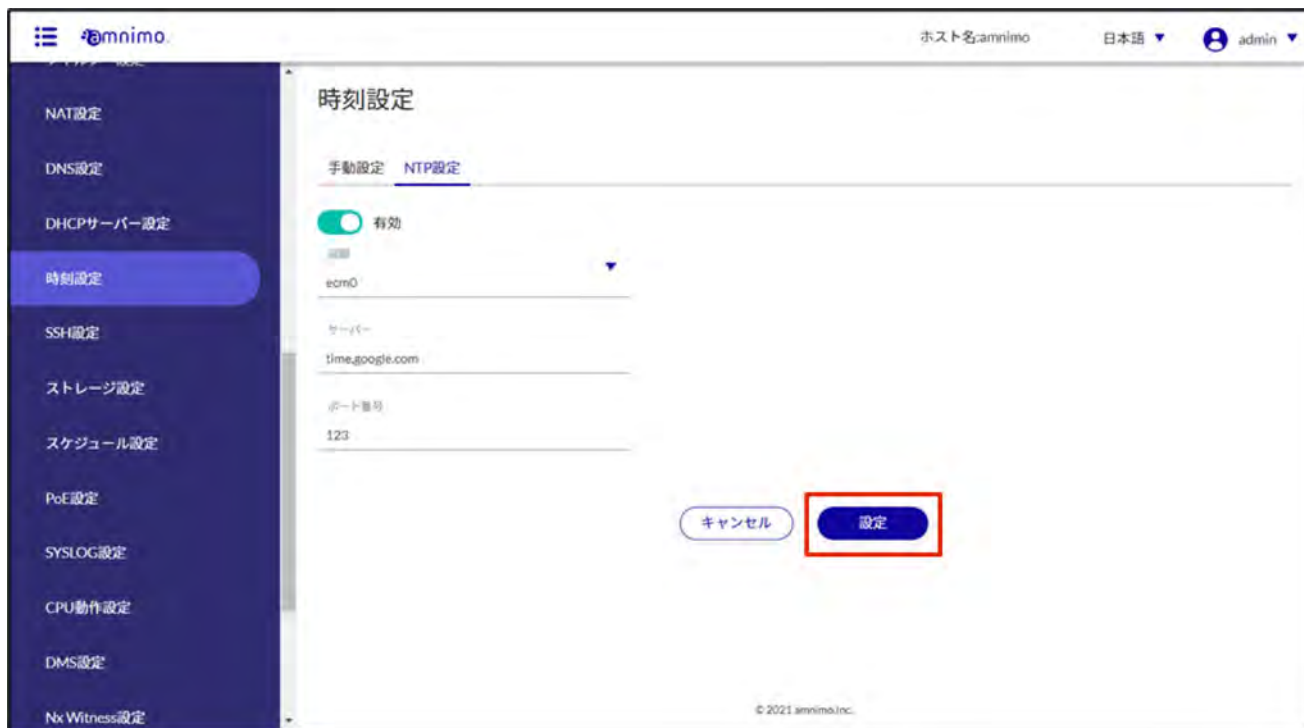 amnimo
ホスト名:amnimo
日本語
admin
NAT設定
DNS設定
DHCPサーバー設定
時刻設定
SSH設定
ストレージ設定
スケジュール設定
PoE設定
SYSLOG設定
CPU動作設定
DMS設定
Nx Witness設定
時刻設定
手動設定 NTP設定
有効
ecm0
サーバー
time.google.com
ポート番号
123
キャンセル 設定
© 2021 amnimo.Inc.